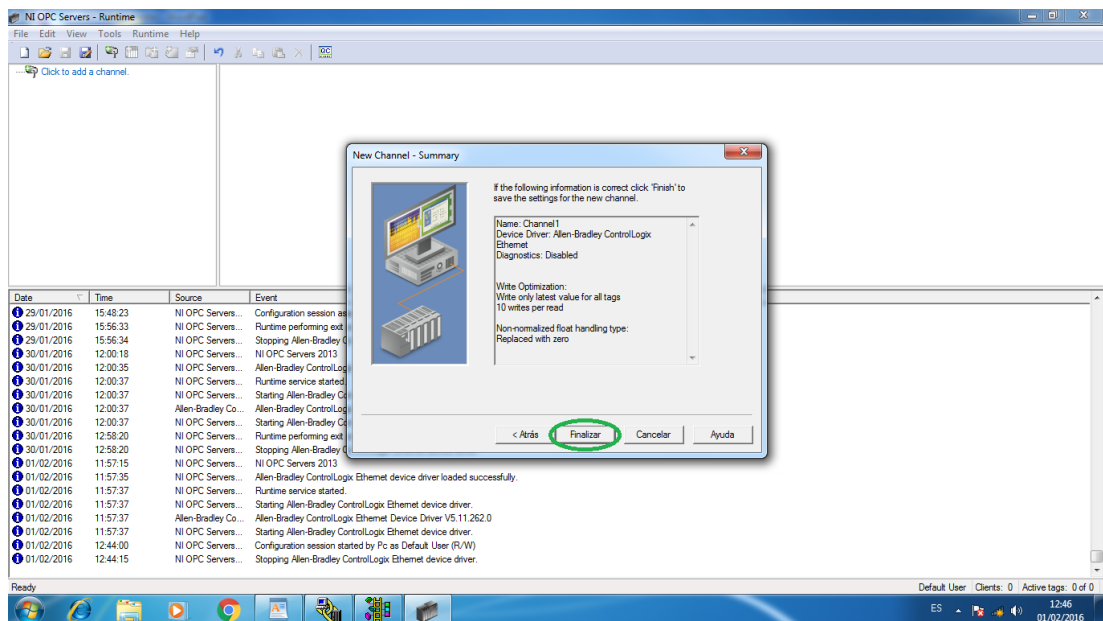 NI OPC Servers - Runtime
File Edit View Tools Runtime Help
Click to add a channel.
New Channel - Summary
If the following information is correct click 'Finish' to
save the settings for the new channel.
Name: Channel1
Device Driver: Allen-Bradley ControlLogix
Ethernet
Diagnostics: Disabled
Write Optimization:
Write only latest value for all tags
10 writes per read
Non-normalized float handling type:
Replaced with zero
< Atrás Finalizar Cancelar Ayuda
Date Time Source Event
29/01/2016 15:48:23 NI OPC Servers... Configuration session as
29/01/2016 15:56:33 NI OPC Servers... Runtime performing exit
29/01/2016 15:56:34 NI OPC Servers... Stopping Allen-Bradley
30/01/2016 12:00:18 NI OPC Servers... NI OPC Servers 2013
30/01/2016 12:00:35 NI OPC Servers... Allen-Bradley ControlLog
30/01/2016 12:00:37 NI OPC Servers... Runtime service started.
30/01/2016 12:00:37 NI OPC Servers... Starting Allen-Bradley Co
30/01/2016 12:00:37 Allen-Bradley Co... Allen-Bradley ControlLog
30/01/2016 12:00:37 NI OPC Servers... Starting Allen-Bradley Co
30/01/2016 12:58:20 NI OPC Servers... Runtime performing exit
30/01/2016 12:58:20 NI OPC Servers... Stopping Allen-Bradley
01/02/2016 11:57:15 NI OPC Servers... NI OPC Servers 2013
01/02/2016 11:57:35 NI OPC Servers... Allen-Bradley ControlLogix Ethernet device driver loaded successfully.
01/02/2016 11:57:37 NI OPC Servers... Runtime service started.
01/02/2016 11:57:37 NI OPC Servers... Starting Allen-Bradley ControlLogix Ethernet device driver.
01/02/2016 11:57:37 Allen-Bradley Co... Allen-Bradley ControlLogix Ethernet Device Driver V5.11.262.0
01/02/2016 11:57:37 NI OPC Servers... Starting Allen-Bradley ControlLogix Ethernet device driver.
01/02/2016 12:44:00 NI OPC Servers... Configuration session started by Pc as Default User (R/W)
01/02/2016 12:44:15 NI OPC Servers... Stopping Allen-Bradley ControlLogix Ethernet device driver.
Ready Default User Clients: 0 Active tags: 0 of 0
ES 12:46
01/02/2016